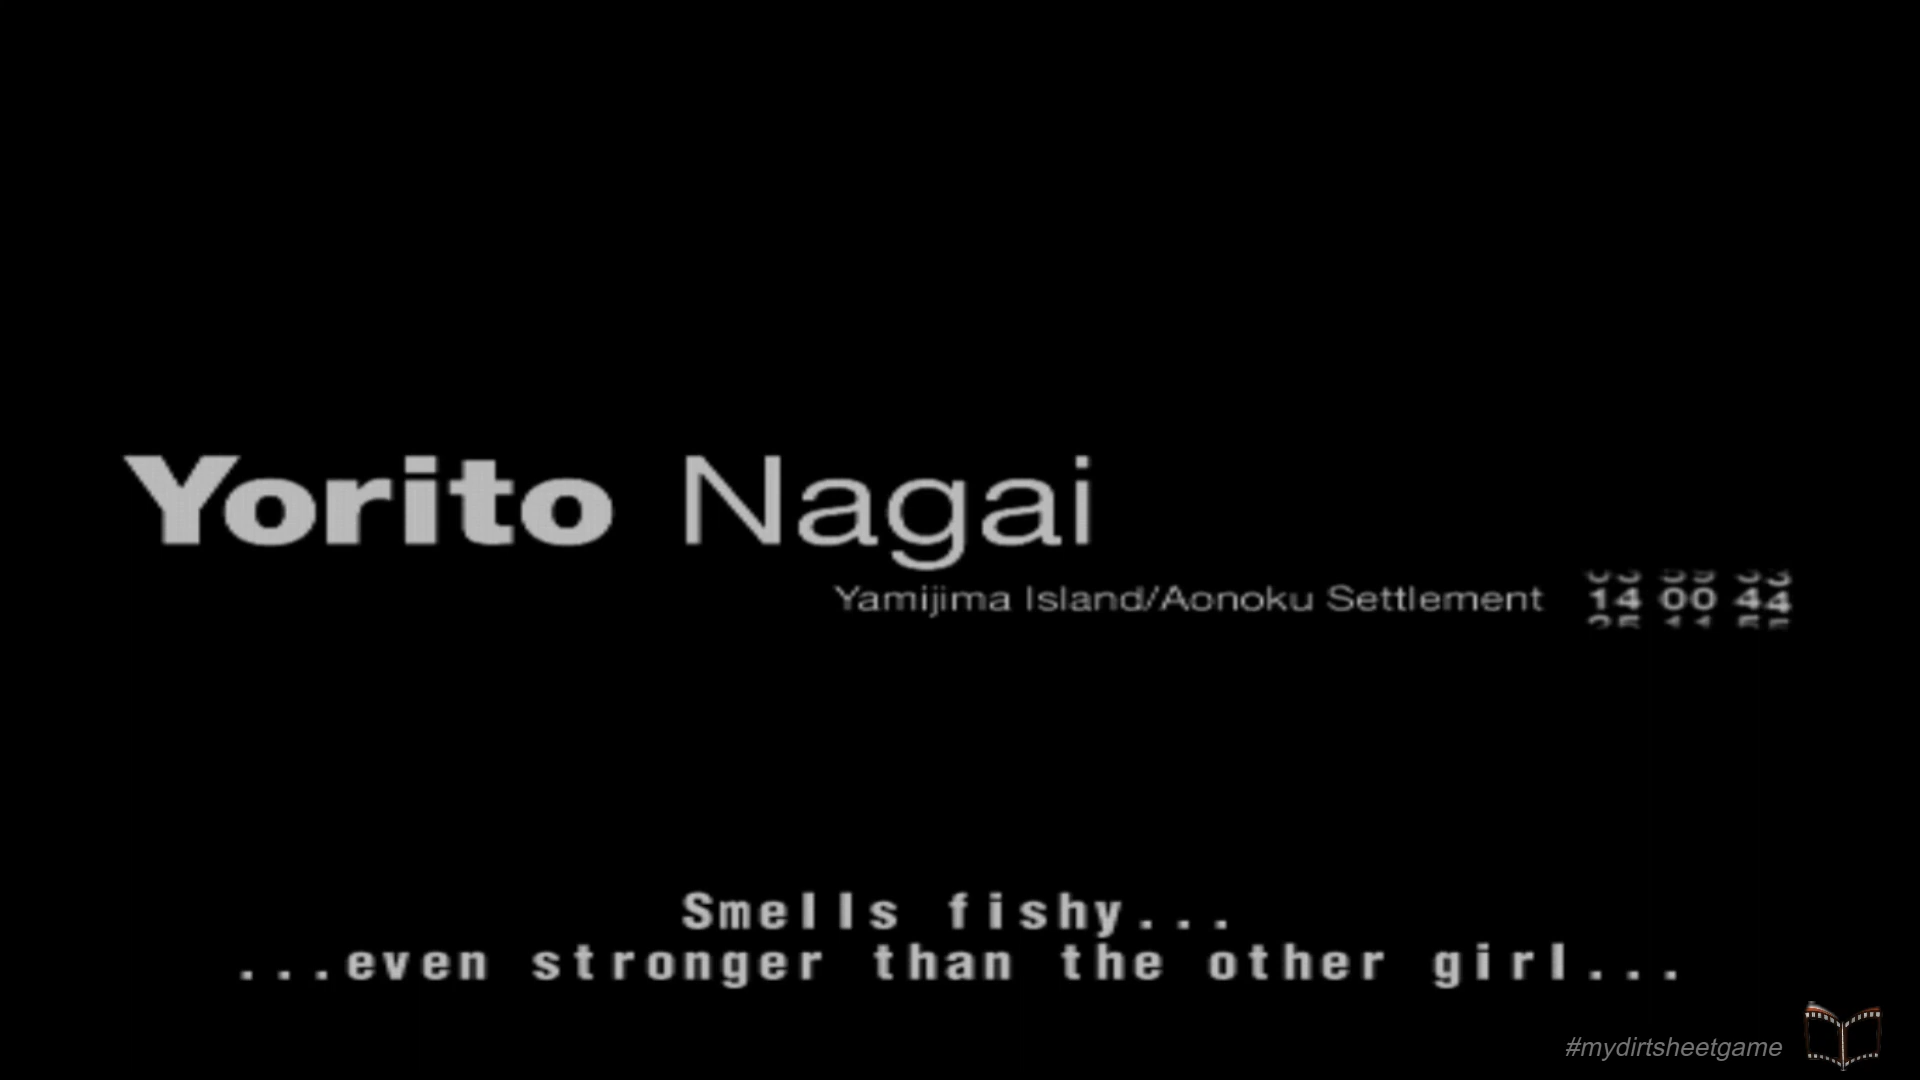 Yorito Nagai
Yamijima Island/Aonoku Settlement 14 00 44
Smells fishy...
...even stronger than the other girl...
#mydirtsheetgame